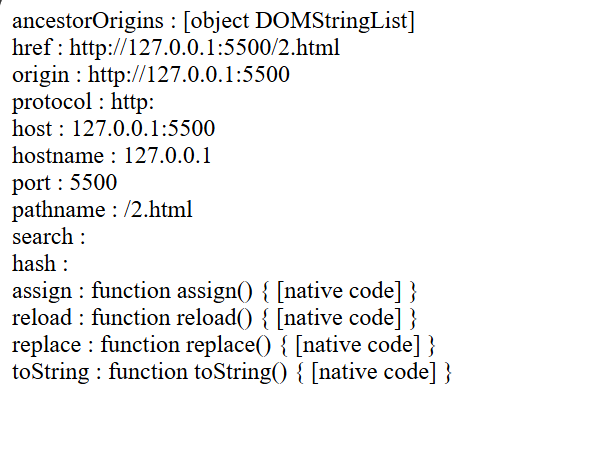 ancestorOrigins : [object DOMStringList]
href : http://127.0.0.1:5500/2.html
origin : http://127.0.0.1:5500
protocol : http:
host : 127.0.0.1:5500
hostname : 127.0.0.1
port : 5500
pathname : /2.html
search :
hash :
assign : function assign() { [native code] }
reload : function reload() { [native code] }
replace : function replace() { [native code] }
toString : function toString() { [native code] }